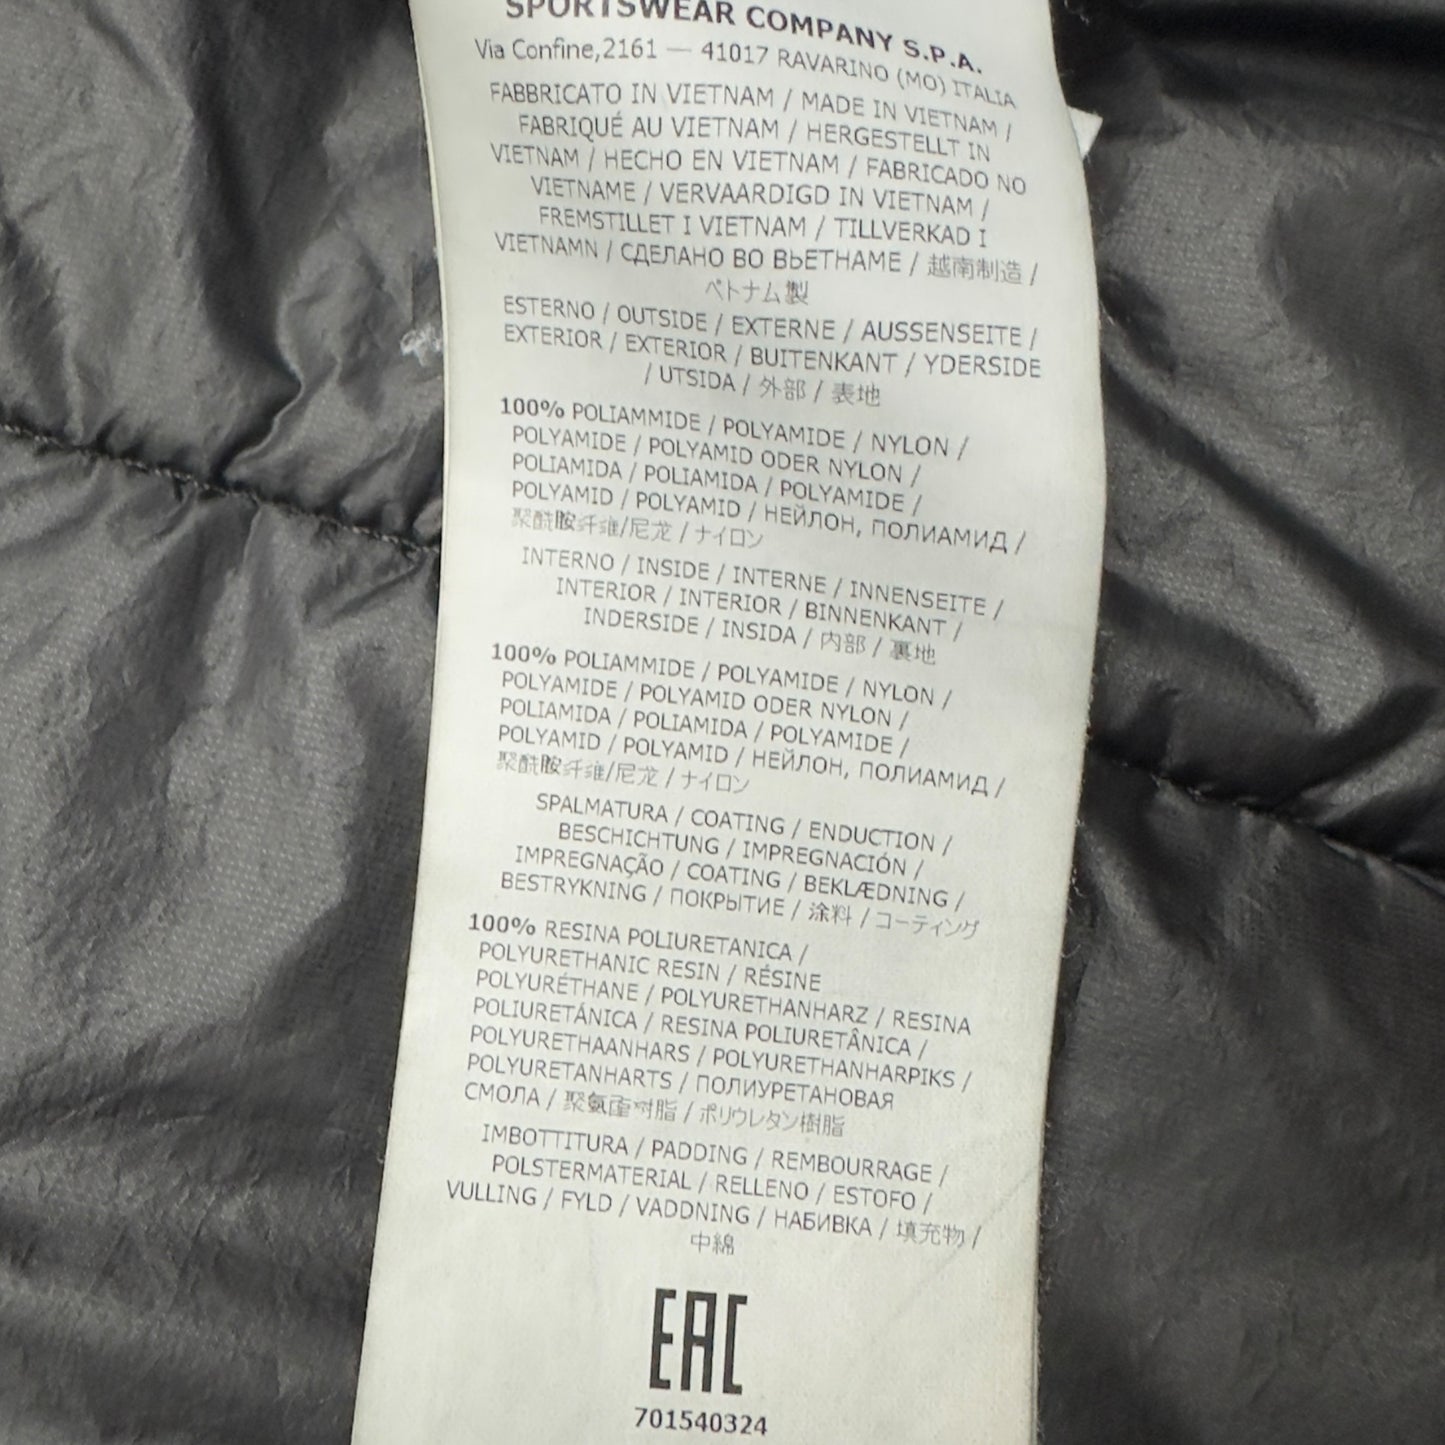 SPORTSWEAR COMPANY S.P.A.
Via Confine,2161 — 41017 RAVARINO (MO) ITALIA
FABBRICATO IN VIETNAM / MADE IN VIETNAM /
FABRIQUÉ AU VIETNAM / HERGESTELLT IN
VIETNAM / HECHO EN VIETNAM / FABRICADO NO
VIETNAME / VERVAARDIGD IN VIETNAM /
FREMSTILLET I VIETNAM / TILLVERKAD I
VIETNAMN / СДЕЛАНО ВО ВЬЕТНАМЕ / 越南制造 /
ベトナム製
ESTERNO / OUTSIDE / EXTERNE / AUSSENSEITE /
EXTERIOR / EXTERIOR / BUITENKANT / YDERSIDE
/ UTSIDA / 外部 / 表地
100% POLIAMMIDE / POLYAMIDE / NYLON /
POLYAMIDE / POLYAMID ODER NYLON /
POLIAMIDA / POLIAMIDA / POLYAMIDE /
POLYAMID / POLYAMID / НЕЙЛОН, ПОЛИАМИД /
聚酰胺纤维/尼龙 / ナイロン
INTERNO / INSIDE / INTERNE / INNENSEITE /
INTERIOR / INTERIOR / BINNENKANT /
INDERSIDE / INSIDA / 内部 / 裏地
100% POLIAMMIDE / POLYAMIDE / NYLON /
POLYAMIDE / POLYAMID ODER NYLON /
POLIAMIDA / POLIAMIDA / POLYAMIDE /
POLYAMID / POLYAMID / НЕЙЛОН, ПОЛИАМИД /
聚酰胺纤维/尼龙 / ナイロン
SPALMATURA / COATING / ENDUCTION /
BESCHICHTUNG / IMPREGNACIÓN /
IMPREGNAÇÃO / COATING / BEKLÆDNING /
BESTRYKNING / ПОКРЫТИЕ / 涂料 / コーティング
100% RESINA POLIURETANICA /
POLYURETHANIC RESIN / RÉSINE
POLYURÉTHANE / POLYURETHANHARZ / RESINA
POLIURETÁNICA / RESINA POLIURETÂNICA /
POLYURETHAANHARS / POLYURETHANHARPIKS /
POLYURETANHARTS / ПОЛИУРЕТАНОВАЯ
СМОЛА / 聚氨酯树脂 / ポリウレタン樹脂
IMBOTTITURA / PADDING / REMBOURRAGE /
POLSTERMATERIAL / RELLENO / ESTOFO /
VULLING / FYLD / VADDNING / НАБИВКА / 填充物 /
中綿
EAC
701540324